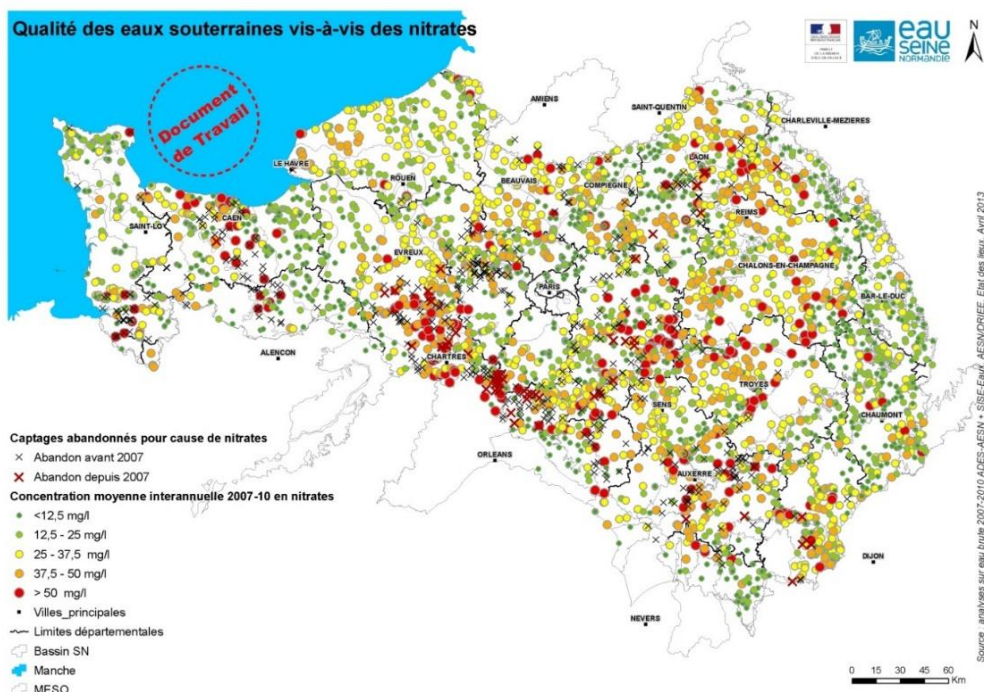 Qualité des eaux souterraines vis-à-vis des nitrates
eau
SEINE
NORMANDIE
N
Document
de Travail
AMIENS
SAINT-QUENTIN
CHARLEVILLE-MEZIERES
LE HAVRE
ROUEN
BEAUVAIS
COMPIEGNE
LAON
REIMS
SAINT-LO
CAEN
EVREUX
PARIS
CHALONS-EN-CHAMPAGNE
BAR-LE-DUC
ALENCON
CHARTRES
TROYES
SENS
CHAUMONT
ORLEANS
AUXERRE
DIJON
NEVERS
Captages abandonnés pour cause de nitrates
Abandon avant 2007
Abandon depuis 2007
Concentration moyenne interannuelle 2007-10 en nitrates
<12,5 mg/l
12,5 - 25 mg/l
25 - 37,5 mg/l
37,5 - 50 mg/l
> 50 mg/l
Villes_principales
Limites départementales
Bassin SN
Manche
MESO
0 15 30 45 60
Km
Source : analyses sur eau brute 2007-2010 ADES-AESN + SISE-Eaux. AESN/DRIEE. Etat des lieux. Avril 2013